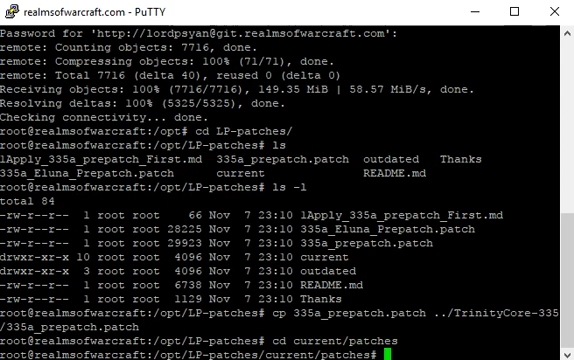 realmsofwarcraft.com - PuTTY
Password for 'http://lordpsyan@git.realmsofwarcraft.com':
remote: Counting objects: 7716, done.
remote: Compressing objects: 100% (71/71), done.
remote: Total 7716 (delta 40), reused 0 (delta 0)
Receiving objects: 100% (7716/7716), 149.35 MiB | 58.57 MiB/s, done.
Resolving deltas: 100% (5325/5325), done.
Checking connectivity... done.
root@realmsofwarcraft:/opt# cd LP-patches/
root@realmsofwarcraft:/opt/LP-patches# ls
1Apply_335a_prepatch_First.md  335a_prepatch.patch  outdated   Thanks
335a_Eluna_Prepatch.patch      current              README.md
root@realmsofwarcraft:/opt/LP-patches# ls -l
total 84
-rw-r--r--  1 root root    66 Nov  7 23:10 1Apply_335a_prepatch_First.md
-rw-r--r--  1 root root 28225 Nov  7 23:10 335a_Eluna_Prepatch.patch
-rw-r--r--  1 root root 29923 Nov  7 23:10 335a_prepatch.patch
drwxr-xr-x 10 root root  4096 Nov  7 23:10 current
drwxr-xr-x  3 root root  4096 Nov  7 23:10 outdated
-rw-r--r--  1 root root  6738 Nov  7 23:10 README.md
-rw-r--r--  1 root root  1129 Nov  7 23:10 Thanks
root@realmsofwarcraft:/opt/LP-patches# cp 335a_prepatch.patch ../TrinityCore-335
/335a_prepatch.patch
root@realmsofwarcraft:/opt/LP-patches# cd current/patches
root@realmsofwarcraft:/opt/LP-patches/current/patches#